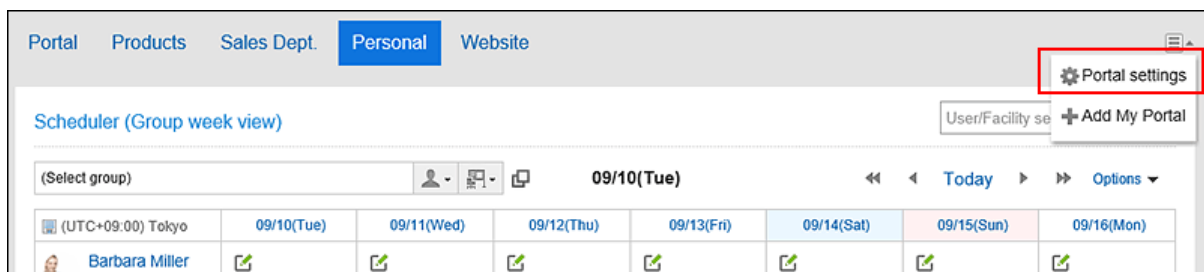 Portal Products Sales Dept. Personal Website
Portal settings
Add My Portal
Scheduler (Group week view)
User/Facility se
(Select group)
09/10(Tue)
Today
Options
(UTC+09:00) Tokyo 09/10(Tue) 09/11(Wed) 09/12(Thu) 09/13(Fri) 09/14(Sat) 09/15(Sun) 09/16(Mon)
Barbara Miller